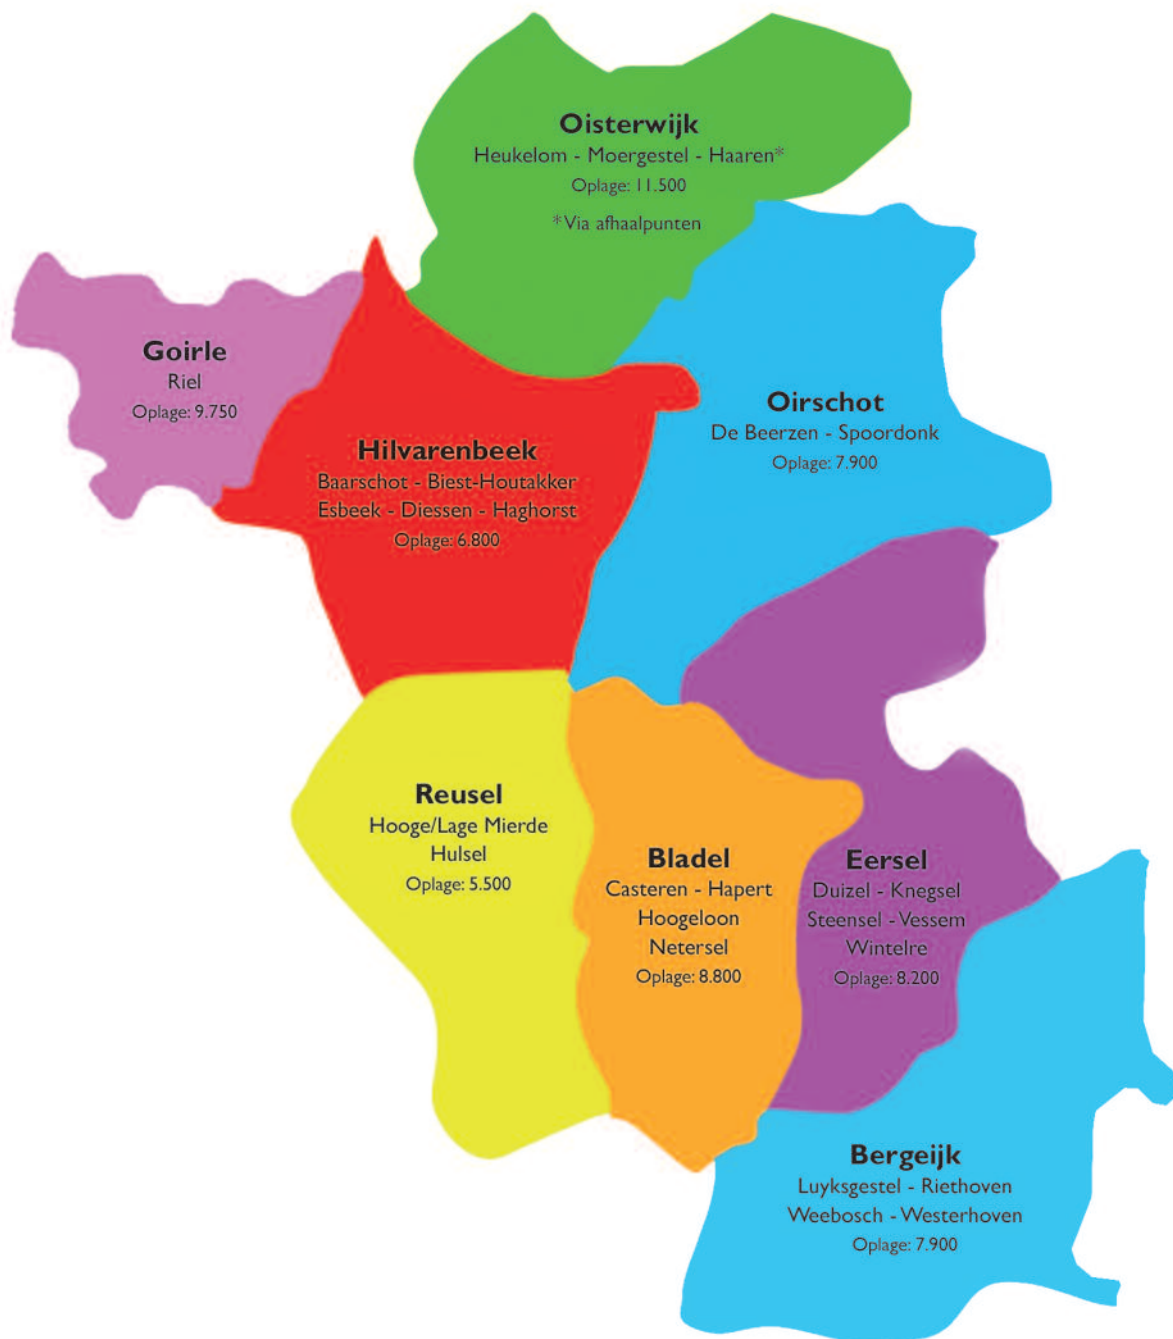 Oisterwijk
Heukelom - Moergestel - Haaren*
Oplage: 11.500
*Via afhaalpunten
Goirle
Riel
Oplage: 9.750
Hilvarenbeek
Baarschot - Biest-Houtakker
Esbeek - Diessen - Haghorst
Oplage: 6.800
Oirschot
De Beerzen - Spoordonk
Oplage: 7.900
Reusel
Hooge/Lage Mierde
Hulsel
Oplage: 5.500
Bladel
Casteren - Hapert
Hoogeloon
Netersel
Oplage: 8.800
Eersel
Duizel - Knegsel
Steensel - Vessem
Wintelre
Oplage: 8.200
Bergeijk
Luyksgestel - Riethoven
Weebosch - Westerhoven
Oplage: 7.900